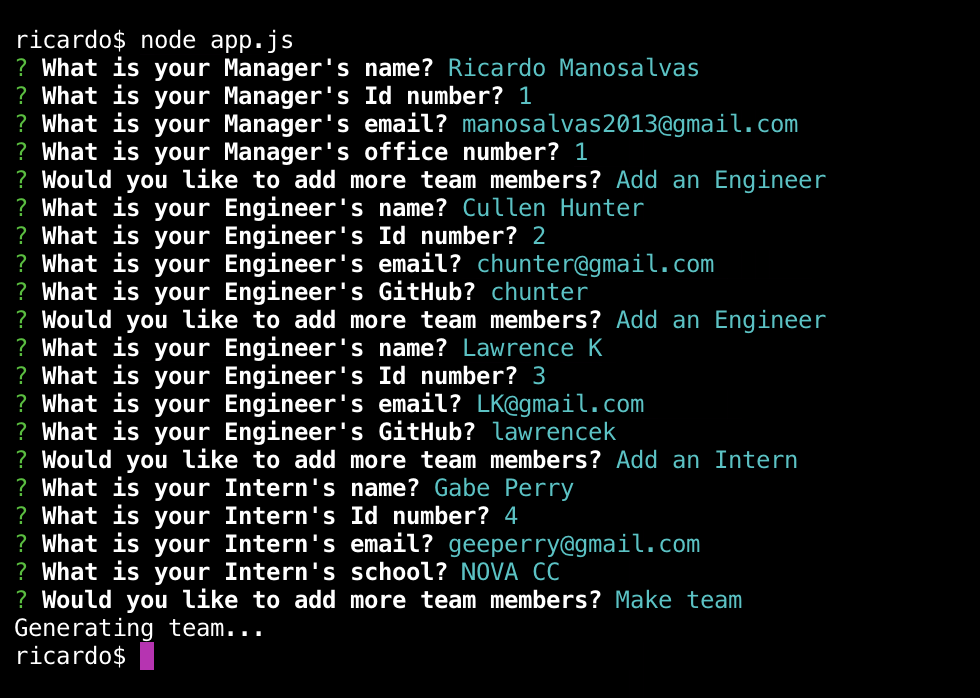 ricardo$ node app.js
? What is your Manager's name? Ricardo Manosalvas
? What is your Manager's Id number? 1
? What is your Manager's email? manosalvas2013@gmail.com
? What is your Manager's office number? 1
? Would you like to add more team members? Add an Engineer
? What is your Engineer's name? Cullen Hunter
? What is your Engineer's Id number? 2
? What is your Engineer's email? chunter@gmail.com
? What is your Engineer's GitHub? chunter
? Would you like to add more team members? Add an Engineer
? What is your Engineer's name? Lawrence K
? What is your Engineer's Id number? 3
? What is your Engineer's email? LK@gmail.com
? What is your Engineer's GitHub? lawrencek
? Would you like to add more team members? Add an Intern
? What is your Intern's name? Gabe Perry
? What is your Intern's Id number? 4
? What is your Intern's email? geeperry@gmail.com
? What is your Intern's school? NOVA CC
? Would you like to add more team members? Make team
Generating team...
ricardo$